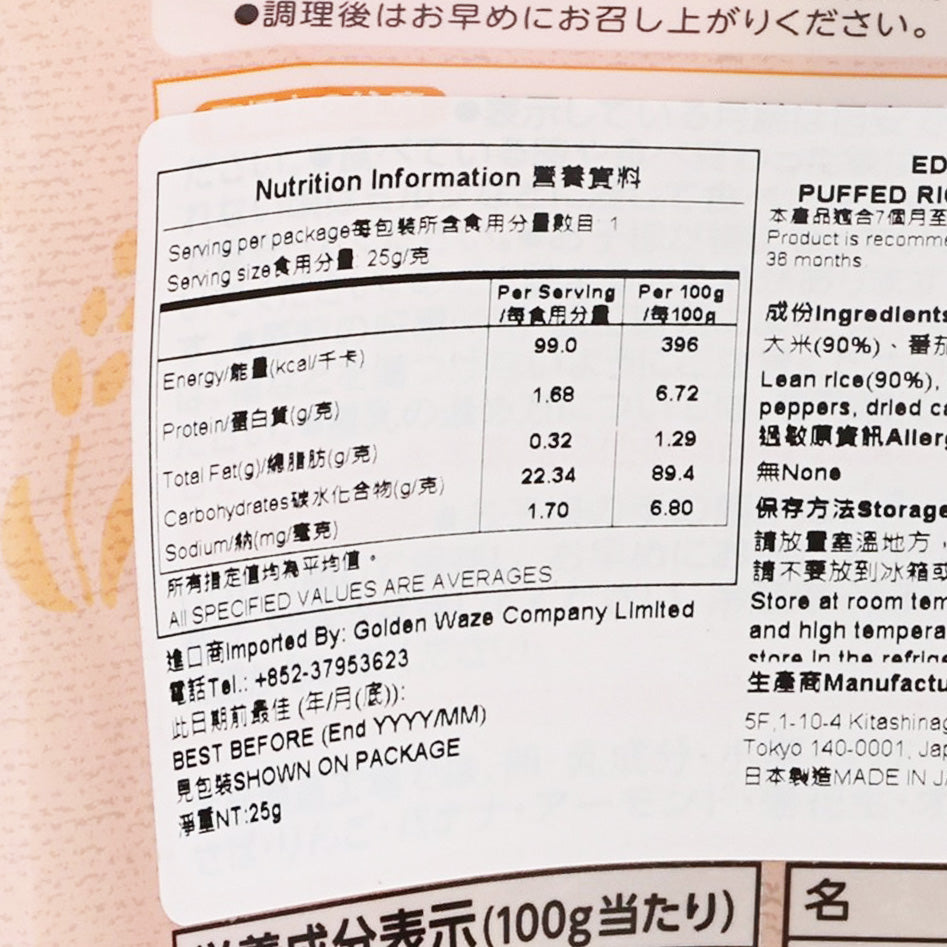 ●調理後はお早めにお召し上がりください。
Nutrition Information 營養資料
Serving per package每包裝所含食用分量數目: 1
Serving size食用分量: 25g/克
Per Serving /每食用分量
Per 100g /每100g
Energy/能量(kcal/千卡) 99.0 396
Protein/蛋白質(g/克) 1.68 6.72
Total Fat(g)/總脂肪(g/克) 0.32 1.29
Carbohydrates碳水化合物(g/克) 22.34 89.4
Sodium/納(mg/毫克) 1.70 6.80
所有指定值均為平均值。
All SPECIFIED VALUES ARE AVERAGES
進口商Imported By: Golden Waze Company Limited
電話Tel.: +852-37953623
此日期前最佳 (年/月(底)):
BEST BEFORE (End YYYY/MM)
見包裝SHOWN ON PACKAGE
淨重NT:25g
ED
PUFFED RI
本產品適合7個月至
Product is recomme
36 months.
成份Ingredients
大米(90%)、番茄
Lean rice(90%),
peppers, dried ca
過敏原資訊Allerg
無None
保存方法Storage
請放置室溫地方,
請不要放到冰箱或
Store at room tem
and high tempera
store in the refrige
生產商Manufactu
5F,1-10-4 Kitashinag
Tokyo 140-0001, Jap
日本製造MADE IN JA
栄養成分表示(100g当たり)
名